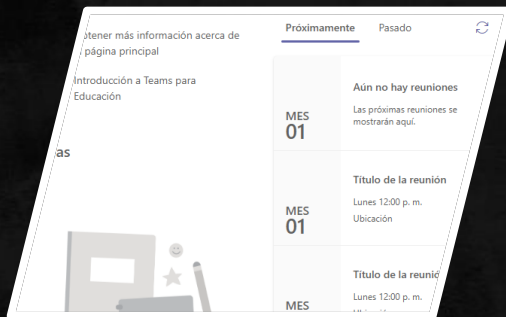 obtener más información acerca de
página principal
Introducción a Teams para
Educación
as
Próximamente Pasado
Aún no hay reuniones
Las próximas reuniones se
mostrarán aquí.
MES
01
Título de la reunión
Lunes 12:00 p. m.
Ubicación
MES
01
Título de la reunió
Lunes 12:00 p. m.
MES